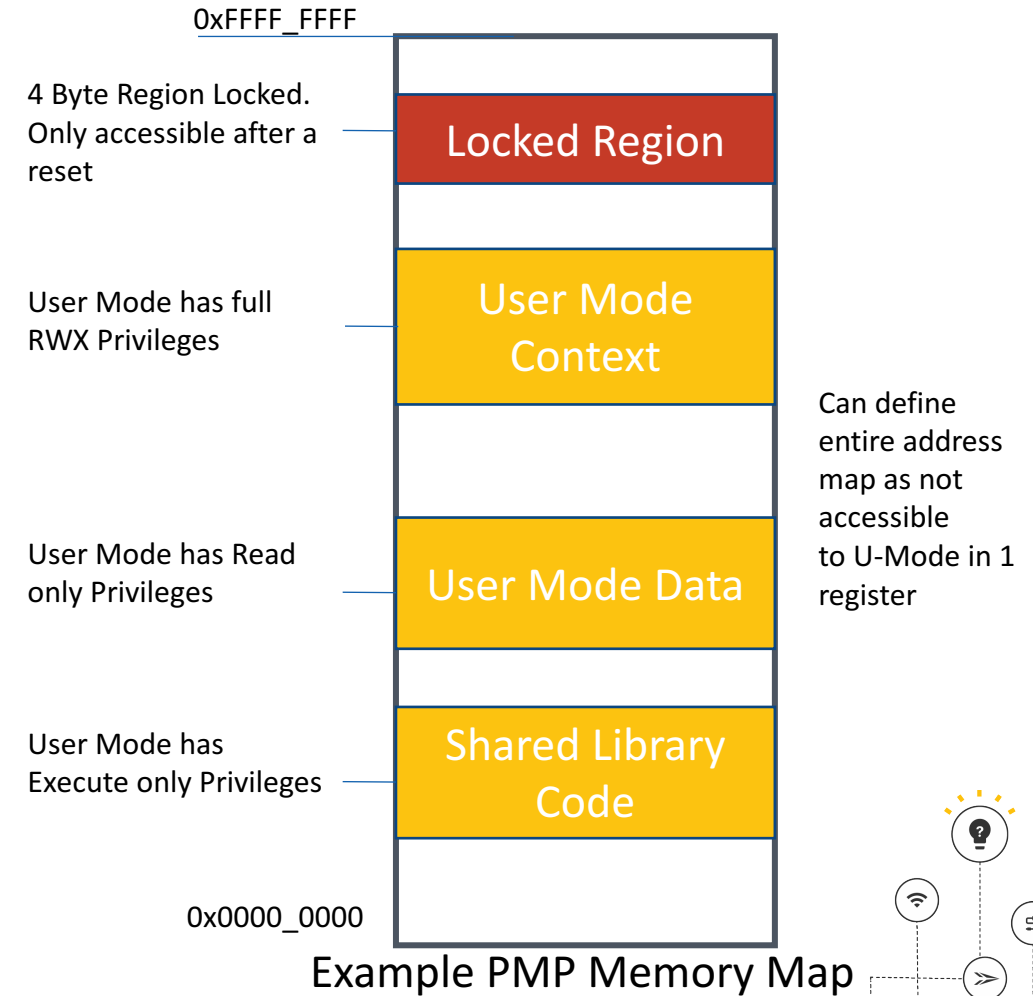 0xFFFF_FFFF
4 Byte Region Locked.
Only accessible after a
reset
Locked Region
User Mode has full
RWX Privileges
User Mode
Context
Can define
entire address
map as not
accessible
to U-Mode in 1
register
User Mode has Read
only Privileges
User Mode Data
User Mode has
Execute only Privileges
Shared Library
Code
?
0x0000_0000
Example PMP Memory Map